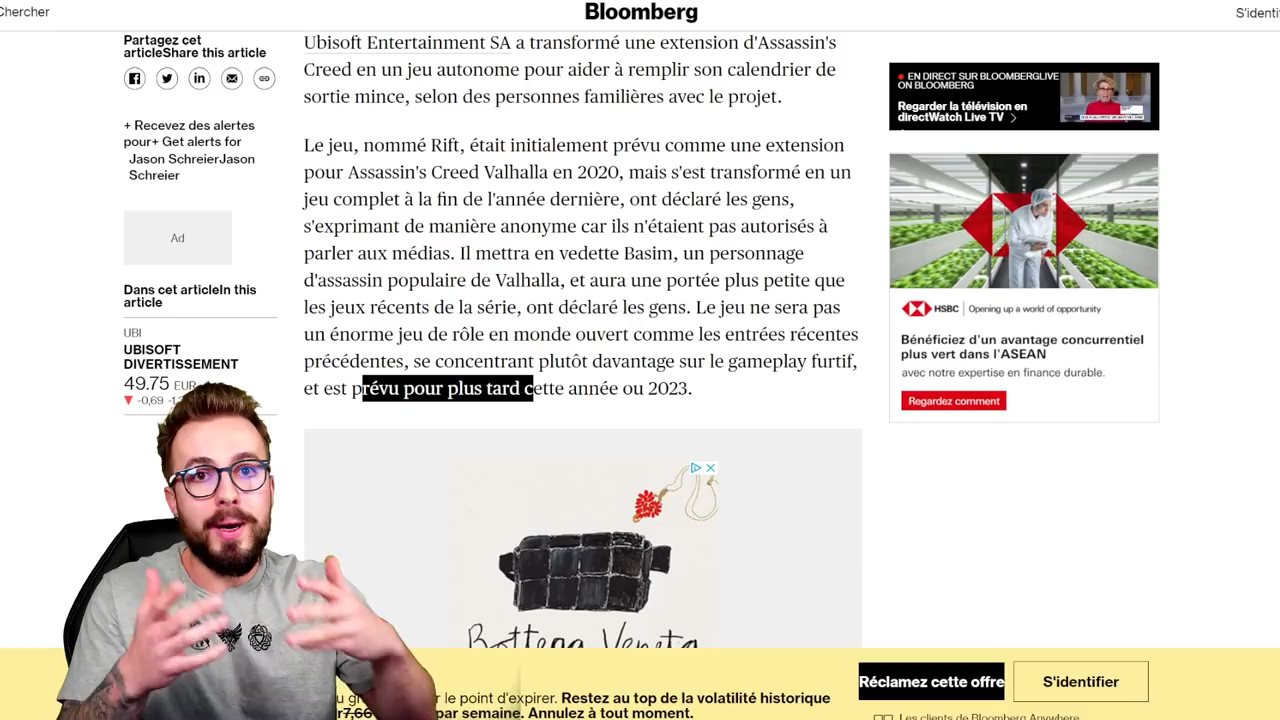 Chercher
Bloomberg
S'identi
Partagez cet
articleShare this article
+ Recevez des alertes
pour+ Get alerts for
Jason SchreierJason
Schreier
Ad
Dans cet articleIn this
article
UBI
UBISOFT
DIVERTISSEMENT
49.75 EUR
-0,69
Ubisoft Entertainment SA a transformé une extension d'Assassin's
Creed en un jeu autonome pour aider à remplir son calendrier de
sortie mince, selon des personnes familières avec le projet.
Le jeu, nommé Rift, était initialement prévu comme une extension
pour Assassin's Creed Valhalla en 2020, mais s'est transformé en un
jeu complet à la fin de l'année dernière, ont déclaré les gens,
s'exprimant de manière anonyme car ils n'étaient pas autorisés à
parler aux médias. Il mettra en vedette Basim, un personnage
d'assassin populaire de Valhalla, et aura une portée plus petite que
les jeux récents de la série, ont déclaré les gens. Le jeu ne sera pas
un énorme jeu de rôle en monde ouvert comme les entrées récentes
précédentes, se concentrant plutôt davantage sur le gameplay furtif,
et est prévu pour plus tard cette année ou 2023.
EN DIRECT SUR BLOOMBERGLIVE
ON BLOOMBERG
Regarder la télévision en
directWatch Live TV
HSBC
Opening up a world of opportunity
Bénéficiez d'un avantage concurrentiel
plus vert dans l'ASEAN
avec notre expertise en finance durable.
Regardez comment
Bottega Veneta
le point d'expirer. Restez au top de la volatilité historique
par semaine. Annulez à tout moment.
Réclamez cette offre
S'identifier
Les clients de Bloomberg Anywhere